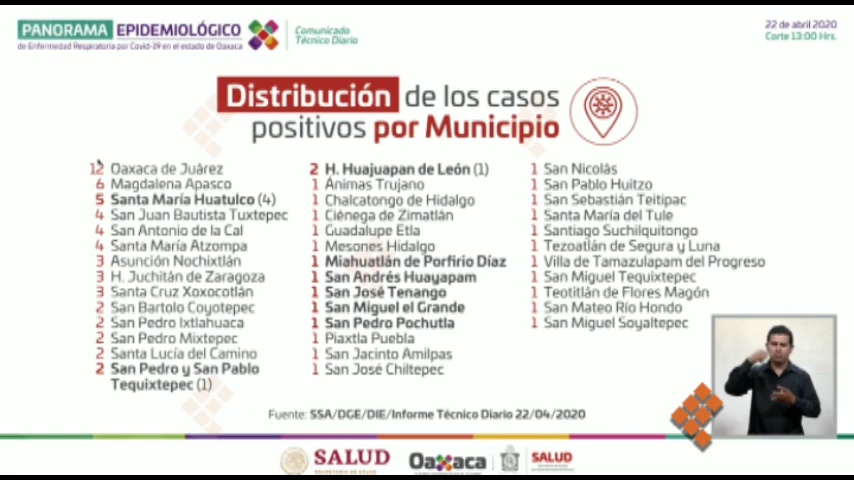 PANORAMA EPIDEMIOLÓGICO
de Enfermedad Respiratoria por Covid-19 en el estado de Oaxaca
Comunicado
Técnico Diario
22 de abril 2020
Corte 13:00 Hrs.
Distribución de los casos
positivos por Municipio
12 Oaxaca de Juárez
6 Magdalena Apasco
5 Santa María Huatulco (4)
4 San Juan Bautista Tuxtepec
4 San Antonio de la Cal
4 Santa María Atzompa
3 Asunción Nochixtlán
3 H. Juchitán de Zaragoza
3 Santa Cruz Xoxocotlán
2 San Bartolo Coyotepec
2 San Pedro Ixtlahuaca
2 San Pedro Mixtepec
2 Santa Lucía del Camino
2 San Pedro y San Pablo
Tequixtepec (1)
2 H. Huajuapan de León (1)
1 Ánimas Trujano
1 Chalcatongo de Hidalgo
1 Ciénega de Zimatlán
1 Guadalupe Etla
1 Mesones Hidalgo
1 Miahuatlán de Porfirio Díaz
1 San Andrés Huayapam
1 San José Tenango
1 San Miguel el Grande
1 San Pedro Pochutla
1 Piaxtla Puebla
1 San Jacinto Amilpas
1 San José Chiltepec
1 San Nicolás
1 San Pablo Huitzo
1 San Sebastián Teitipac
1 Santa María del Tule
1 Santiago Suchilquitongo
1 Tezoatlán de Segura y Luna
1 Villa de Tamazulapam del Progreso
1 San Miguel Tequixtepec
1 Teotitlán de Flores Magón
1 San Mateo Río Hondo
1 San Miguel Soyaltepec
Fuente: SSA/DGE/DIE/Informe Técnico Diario 22/04/2020
SALUD
SECRETARÍA DE SALUD
Oaxaca
SALUD